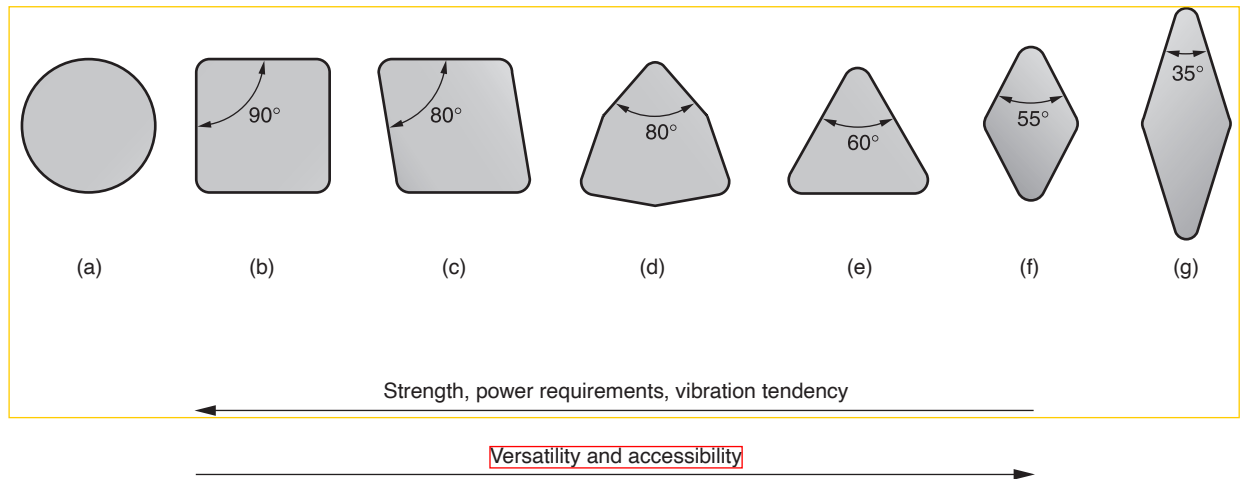 90°
80°
80°
60°
55°
35°
(a)
(b)
(c)
(d)
(e)
(f)
(g)
Strength, power requirements, vibration tendency
Versatility and accessibility